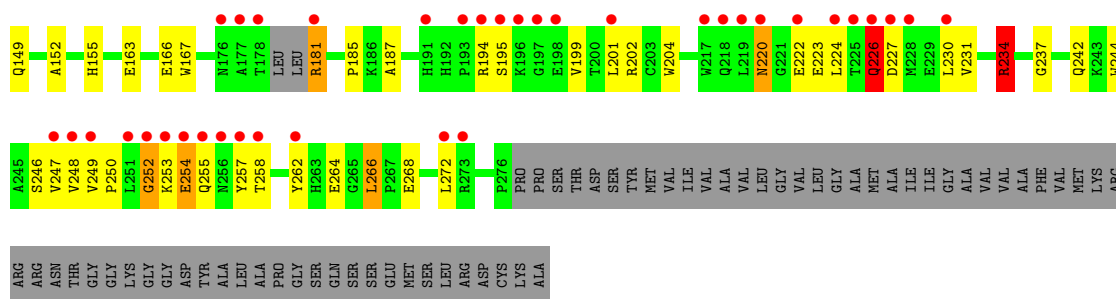 Q149 A152 H155 E163 E166 W167 N176 A177 T178 LEU LEU R181 P185 K186 A187 H191 H192 P193 R194 S195 K196 G197 E198 V199 T200 L201 R202 C203 W204 W217 Q218 L219 N220 G221 E222 E223 L224 T225 Q226 D227 M228 E229 L230 V231 R234 G237 Q242 K243 W244
A245 S246 V247 V248 V249 P250 L251 G252 K253 E254 Q255 N256 Y257 T258 Y262 H263 E264 G265 L266 P267 E268 L272 R273 P276 PRO PRO SER THR ASP SER TYR MET VAL ILE VAL ALA VAL LEU GLY VAL LEU GLY ALA MET ALA ILE ILE GLY ALA VAL VAL ALA PHE VAL MET LYS ARG
ARG ARG ASN THR GLY GLY LYS GLY GLY ASP TYR ALA LEU ALA PRO GLY SER GLN SER SER GLU MET SER LEU ARG ASP CYS LYS ALA